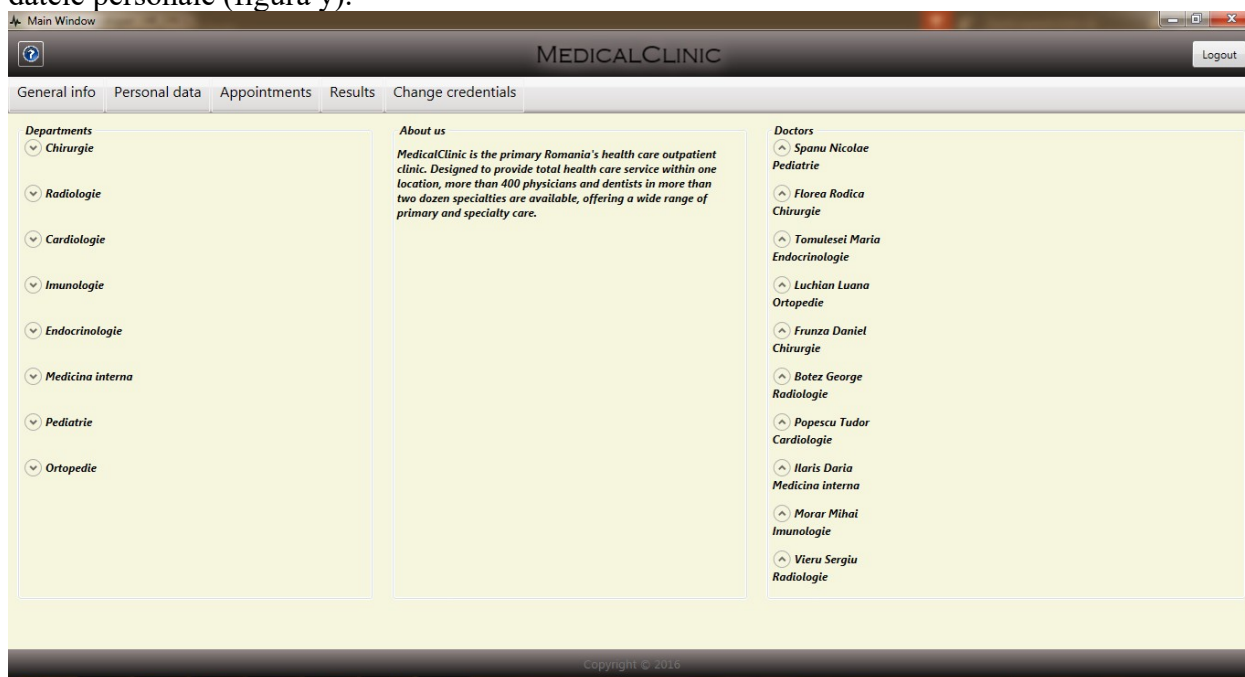 datele personale (figura y).
Main Window
MEDICALCLINIC
Logout
General info Personal data Appointments Results Change credentials
Departments
Chirurgie
Radiologie
Cardiologie
Imunologie
Endocrinologie
Medicina interna
Pediatrie
Ortopedie
About us
MedicalClinic is the primary Romania's health care outpatient
clinic. Designed to provide total health care service within one
location, more than 400 physicians and dentists in more than
two dozen specialties are available, offering a wide range of
primary and specialty care.
Doctors
Spanu Nicolae
Pediatrie
Florea Rodica
Chirurgie
Tomulesei Maria
Endocrinologie
Luchian Luana
Ortopedie
Frunza Daniel
Chirurgie
Botez George
Radiologie
Popescu Tudor
Cardiologie
Ilaris Daria
Medicina interna
Morar Mihai
Imunologie
Vieru Sergiu
Radiologie
Copyright © 2016